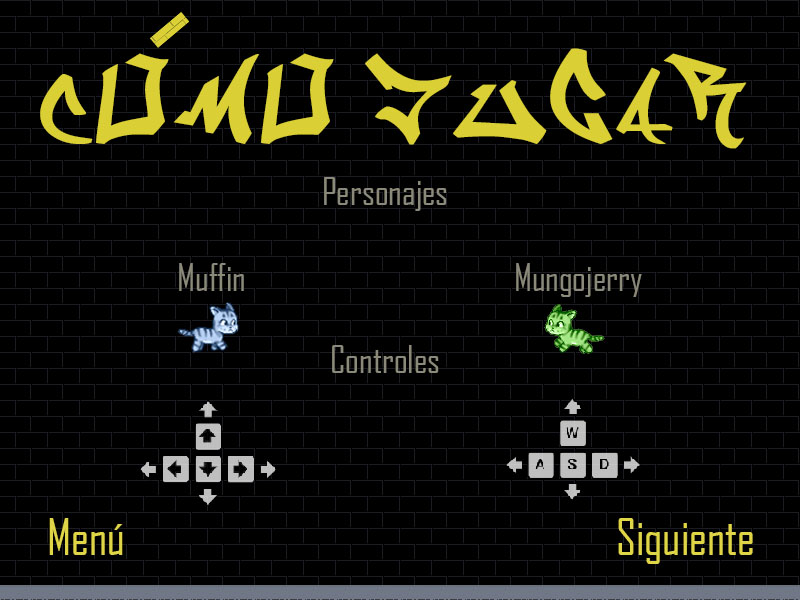 CÓMO JUGAR
Personajes
Muffin
Mungojerry
Controles
W
A S D
Menú
Siguiente